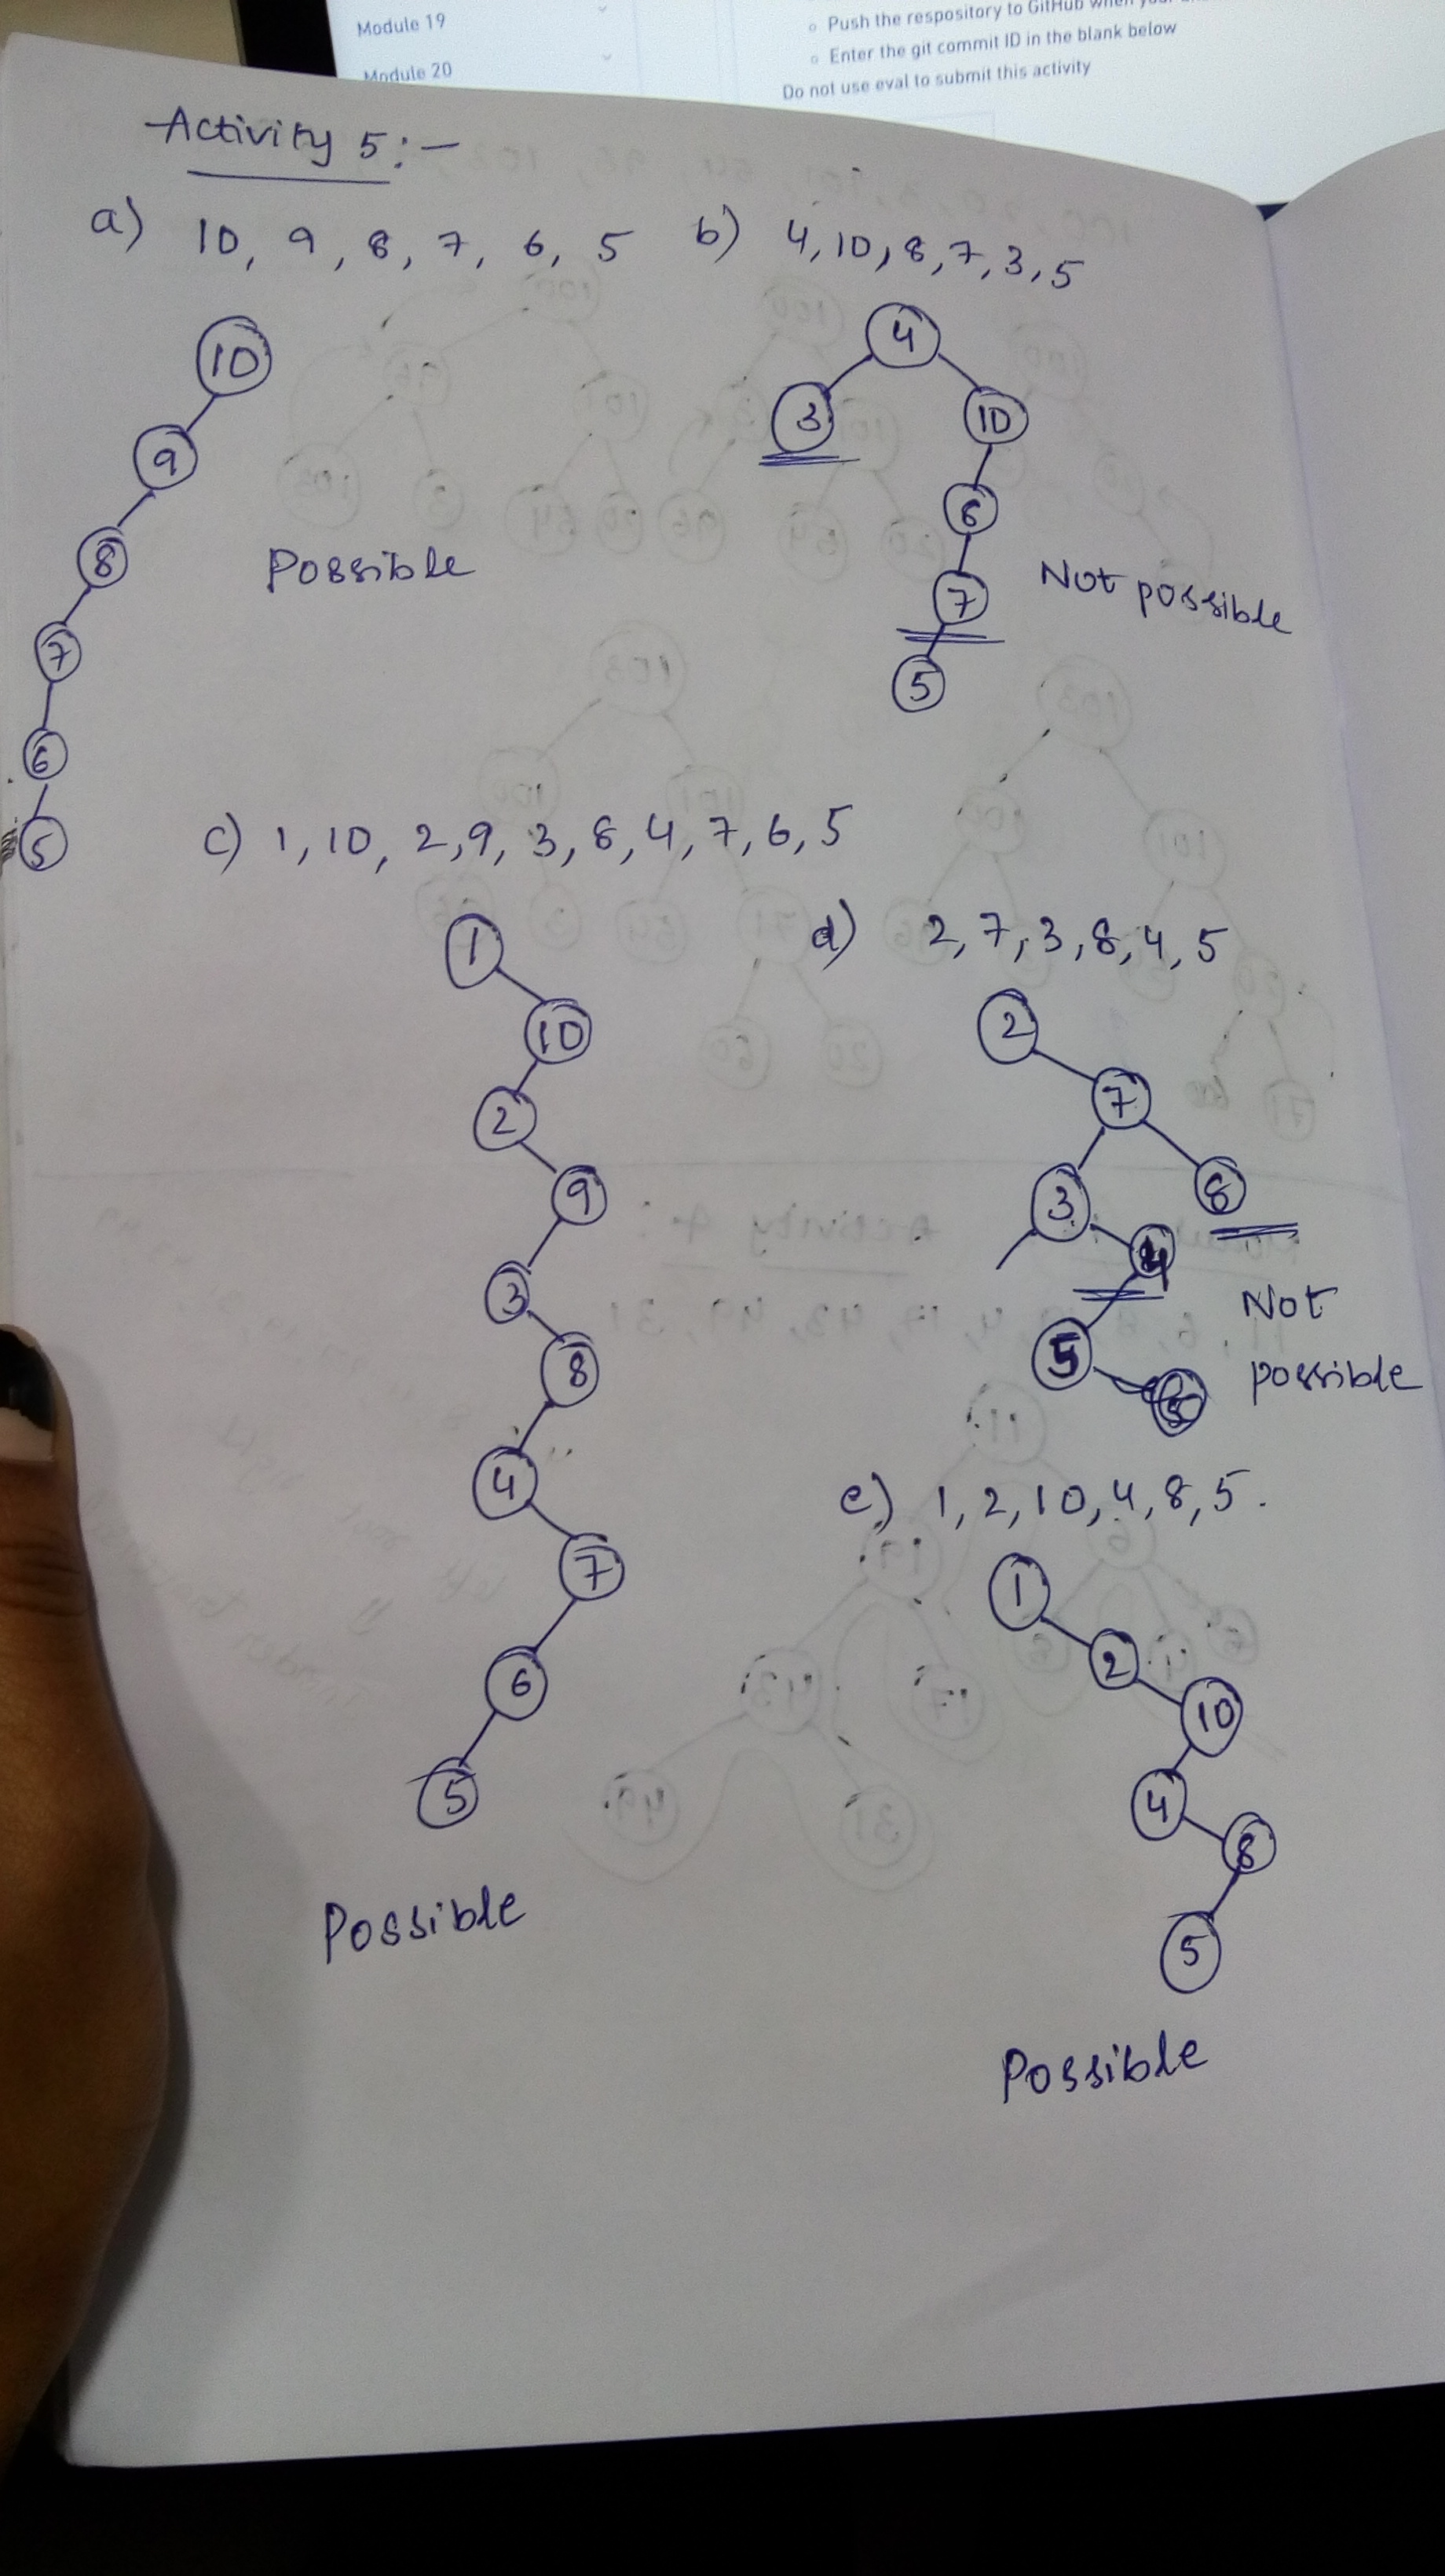 Module 19
Module 20
Push the respository to GitHub when your
Enter the git commit ID in the blank below
Do not use eval to submit this activity
Activity 5:-
a) 10, 9, 8, 7, 6, 5
b) 4, 10, 8, 7, 3, 5
10
9
8
7
6
5
Possible
4
3
10
8
7
5
Not possible
c) 1, 10, 2, 9, 3, 8, 4, 7, 6, 5
1
10
2
9
3
8
4
7
6
5
Possible
d) 2, 7, 3, 8, 4, 5
2
7
3
8
4
5
Not
possible
e) 1, 2, 10, 4, 8, 5.
1
2
10
4
8
5
Possible